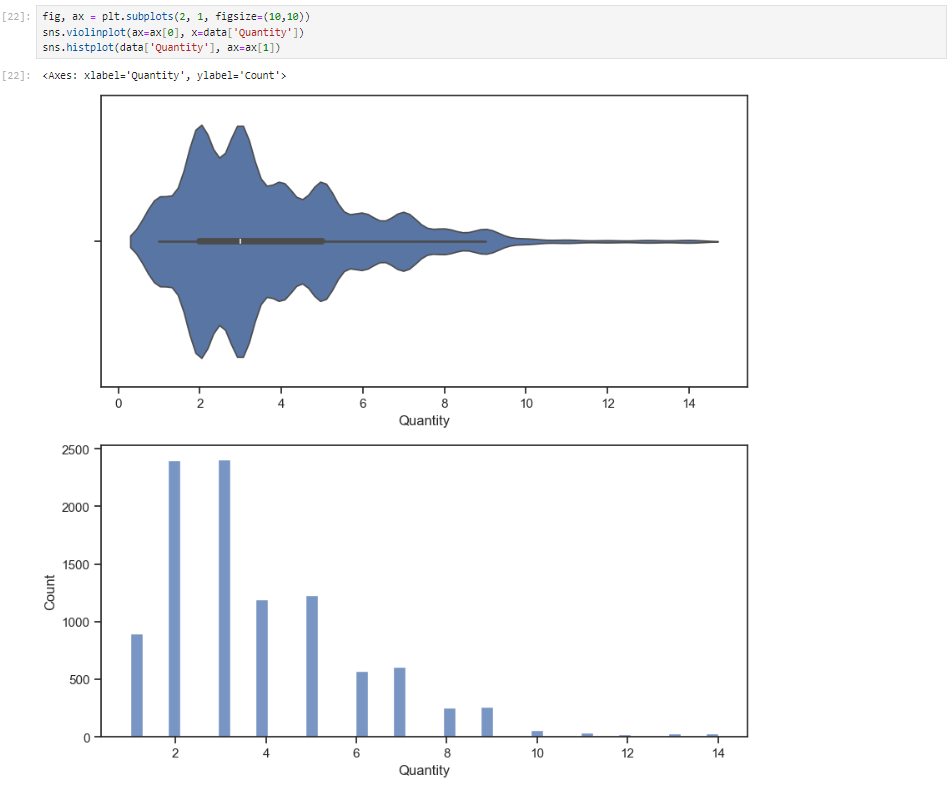 [22]: fig, ax = plt.subplots(2, 1, figsize=(10,10))
sns.violinplot(ax=ax[0], x=data['Quantity'])
sns.histplot(data['Quantity'], ax=ax[1])
[22]: <Axes: xlabel='Quantity', ylabel='Count'>
0 2 4 6 8 10 12 14
Quantity
2500
2000
1500
1000
500
0
Count
2 4 6 8 10 12 14
Quantity